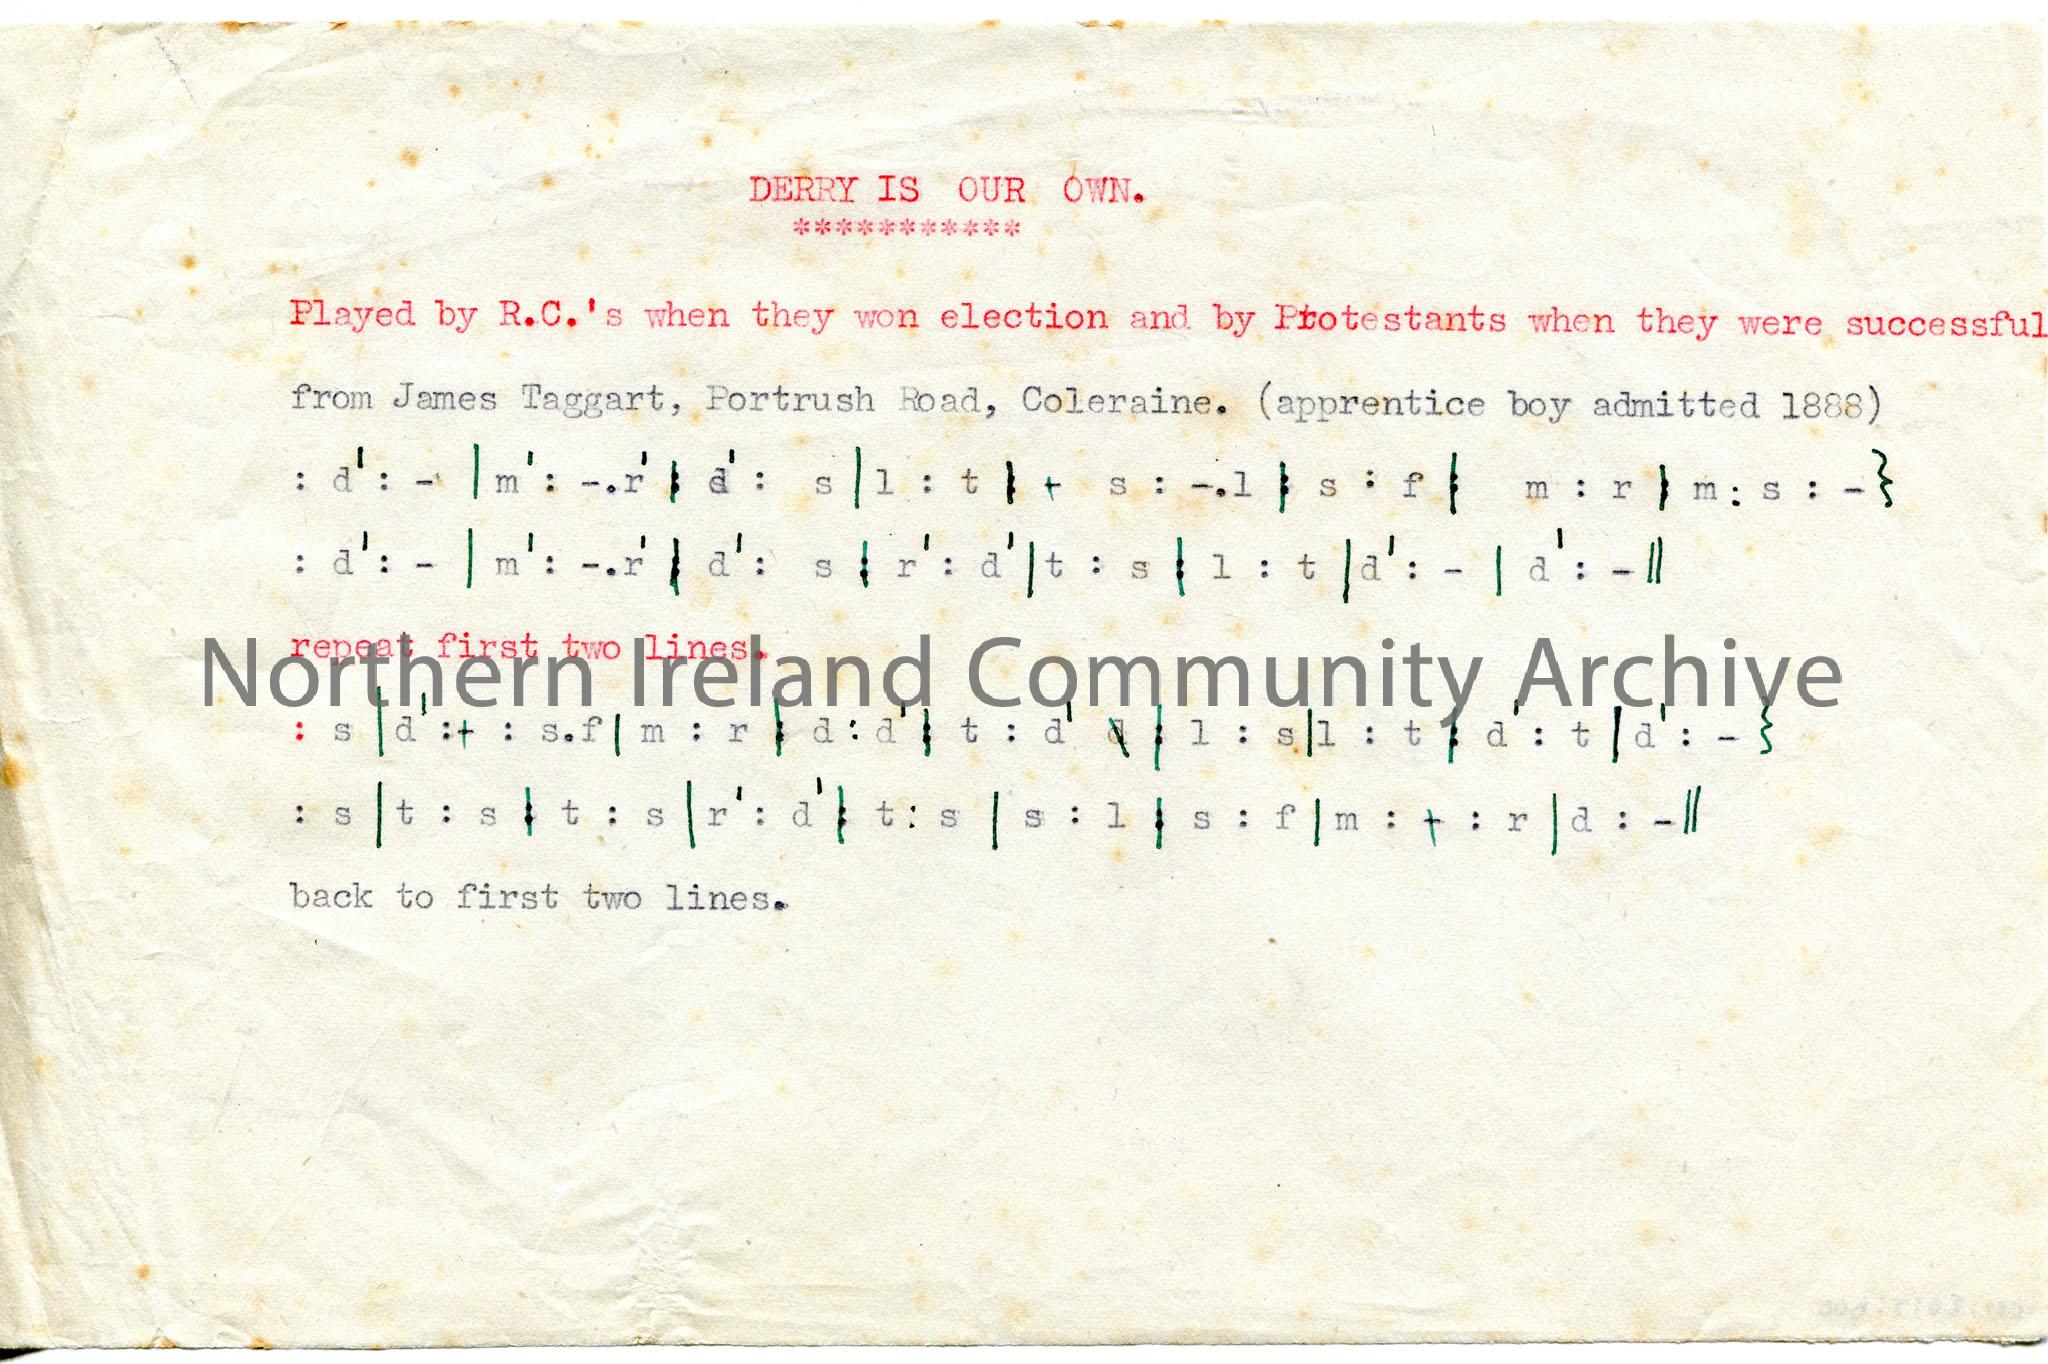 DERRY IS OUR OWN.
***********
Played by R.C.'s when they won election and by Protestants when they were successful
from James Taggart, Portrush Road, Coleraine. (apprentice boy admitted 1888)
: d' : - | m' : -.r' | d' : s | l : t | + s : -.l | s : f | m : r | m : s : - }
: d' : - | m' : -.r' | d' : s | r' : d' | t : s | l : t | d' : - | d' : - ||
repeat first two lines.
Northern Ireland Community Archive
: s | d' : + : s.f | m : r | d : d' | t : d' | l : s | l : t | d' : t | d' : - }
: s | t : s | t : s | r' : d' | t : s | s : l | s : f | m : + : r | d : - ||
back to first two lines.